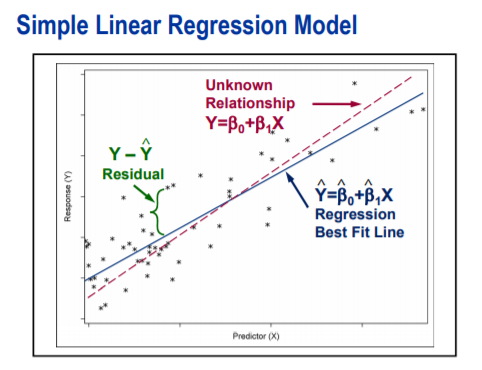 Simple Linear Regression Model
Unknown
Relationship
Y=β₀+β₁X
Y – Ŷ
Residual
Ŷ=β̂₀+β̂₁X
Regression
Best Fit Line
Response (Y)
Predictor (X)